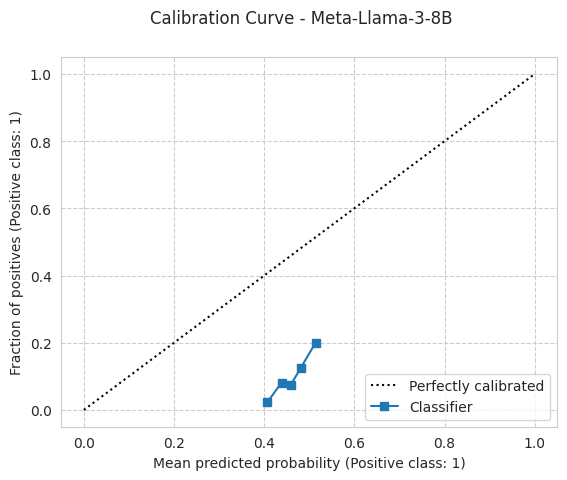 Calibration Curve - Meta-Llama-3-8B
Fraction of positives (Positive class: 1)
1.0
0.8
0.6
0.4
0.2
0.0
Perfectly calibrated
Classifier
0.0 0.2 0.4 0.6 0.8 1.0
Mean predicted probability (Positive class: 1)